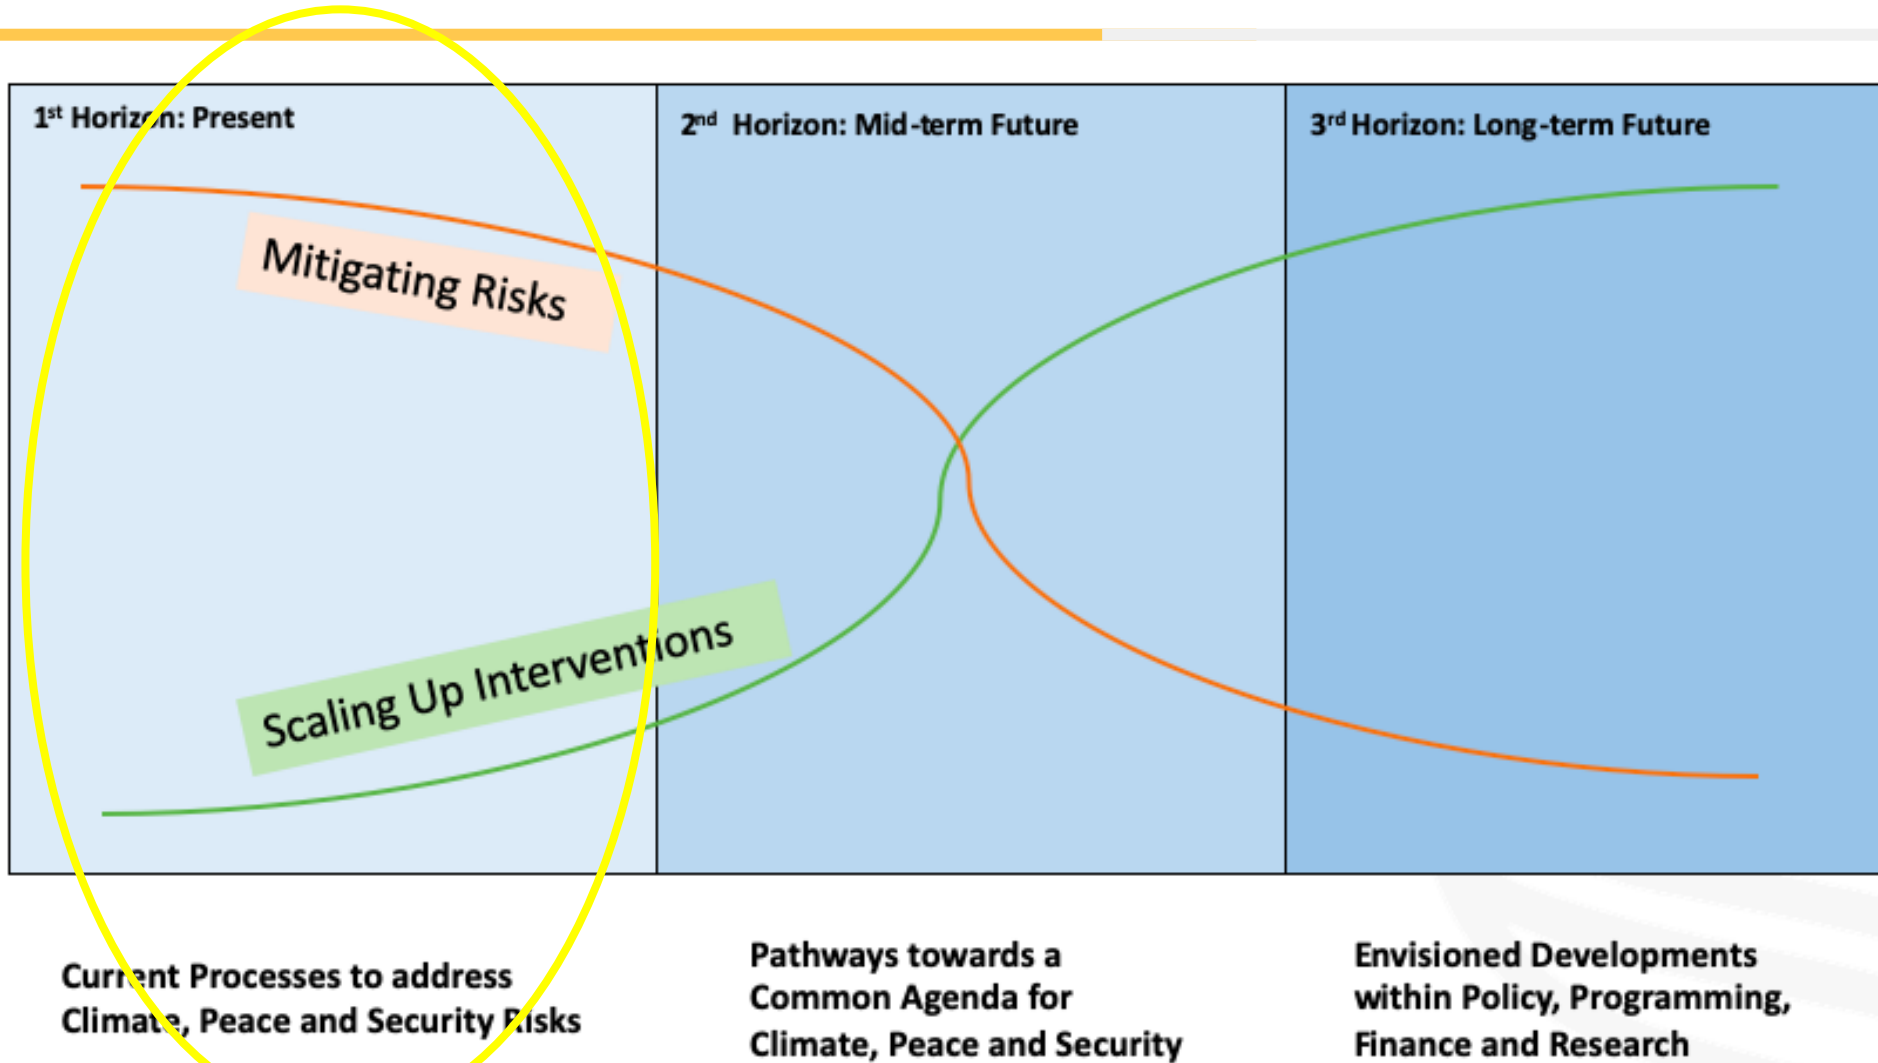 1st Horizon: Present
2nd Horizon: Mid-term Future
3rd Horizon: Long-term Future
Mitigating Risks
Scaling Up Interventions
Current Processes to address
Climate, Peace and Security Risks
Pathways towards a
Common Agenda for
Climate, Peace and Security
Envisioned Developments
within Policy, Programming,
Finance and Research